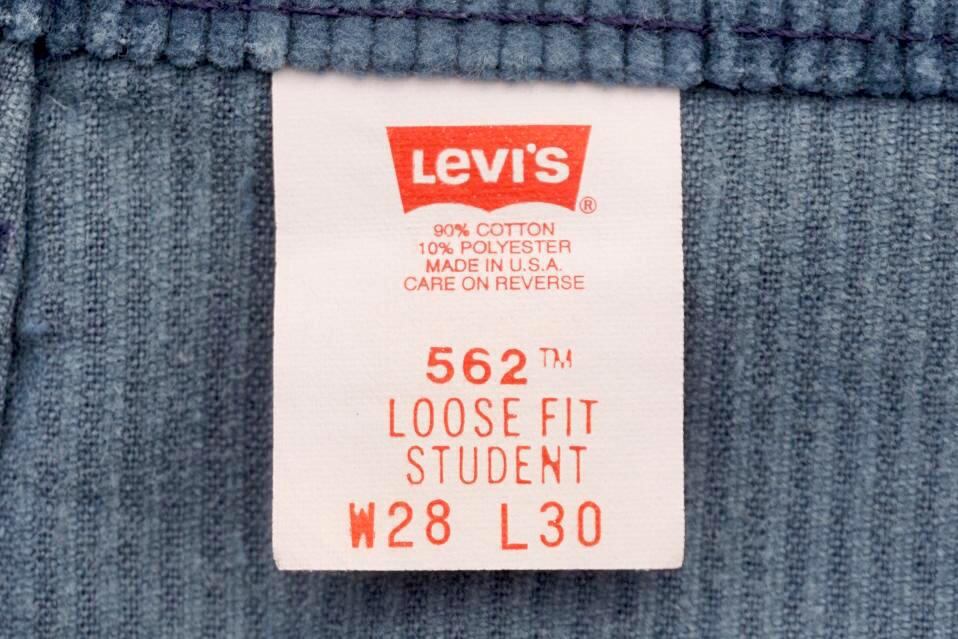 Levi's
®
90% COTTON
10% POLYESTER
MADE IN U.S.A.
CARE ON REVERSE
562™
LOOSE FIT
STUDENT
W28 L30